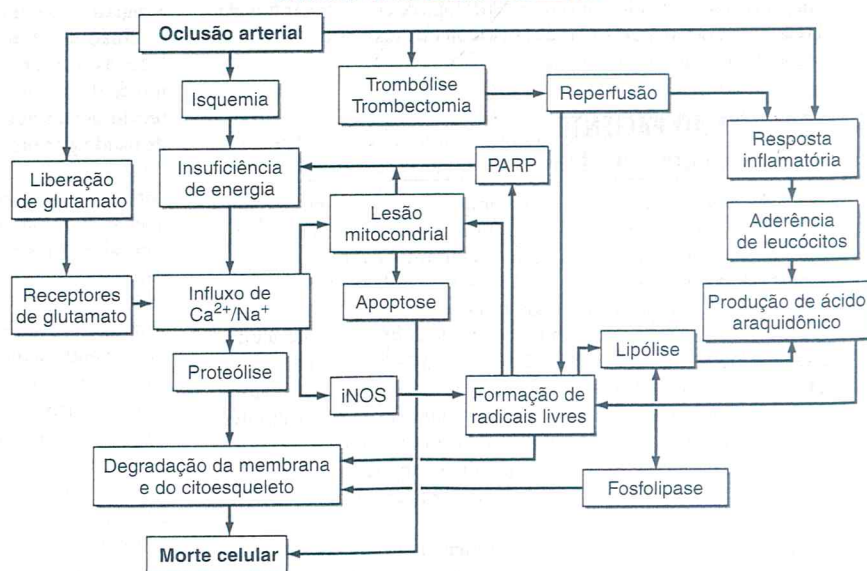 Oclusão arterial
Isquemia
Trombólise
Trombectomia
Reperfusão
Resposta
inflamatória
Liberação
de glutamato
Insuficiência
de energia
PARP
Lesão
mitocondrial
Aderência
de leucócitos
Receptores
de glutamato
Influxo de
Ca²⁺/Na⁺
Apoptose
Produção de ácido
araquidônico
Proteólise
iNOS
Formação de
radicais livres
Lipólise
Degradação da membrana
e do citoesqueleto
Fosfolipase
Morte celular